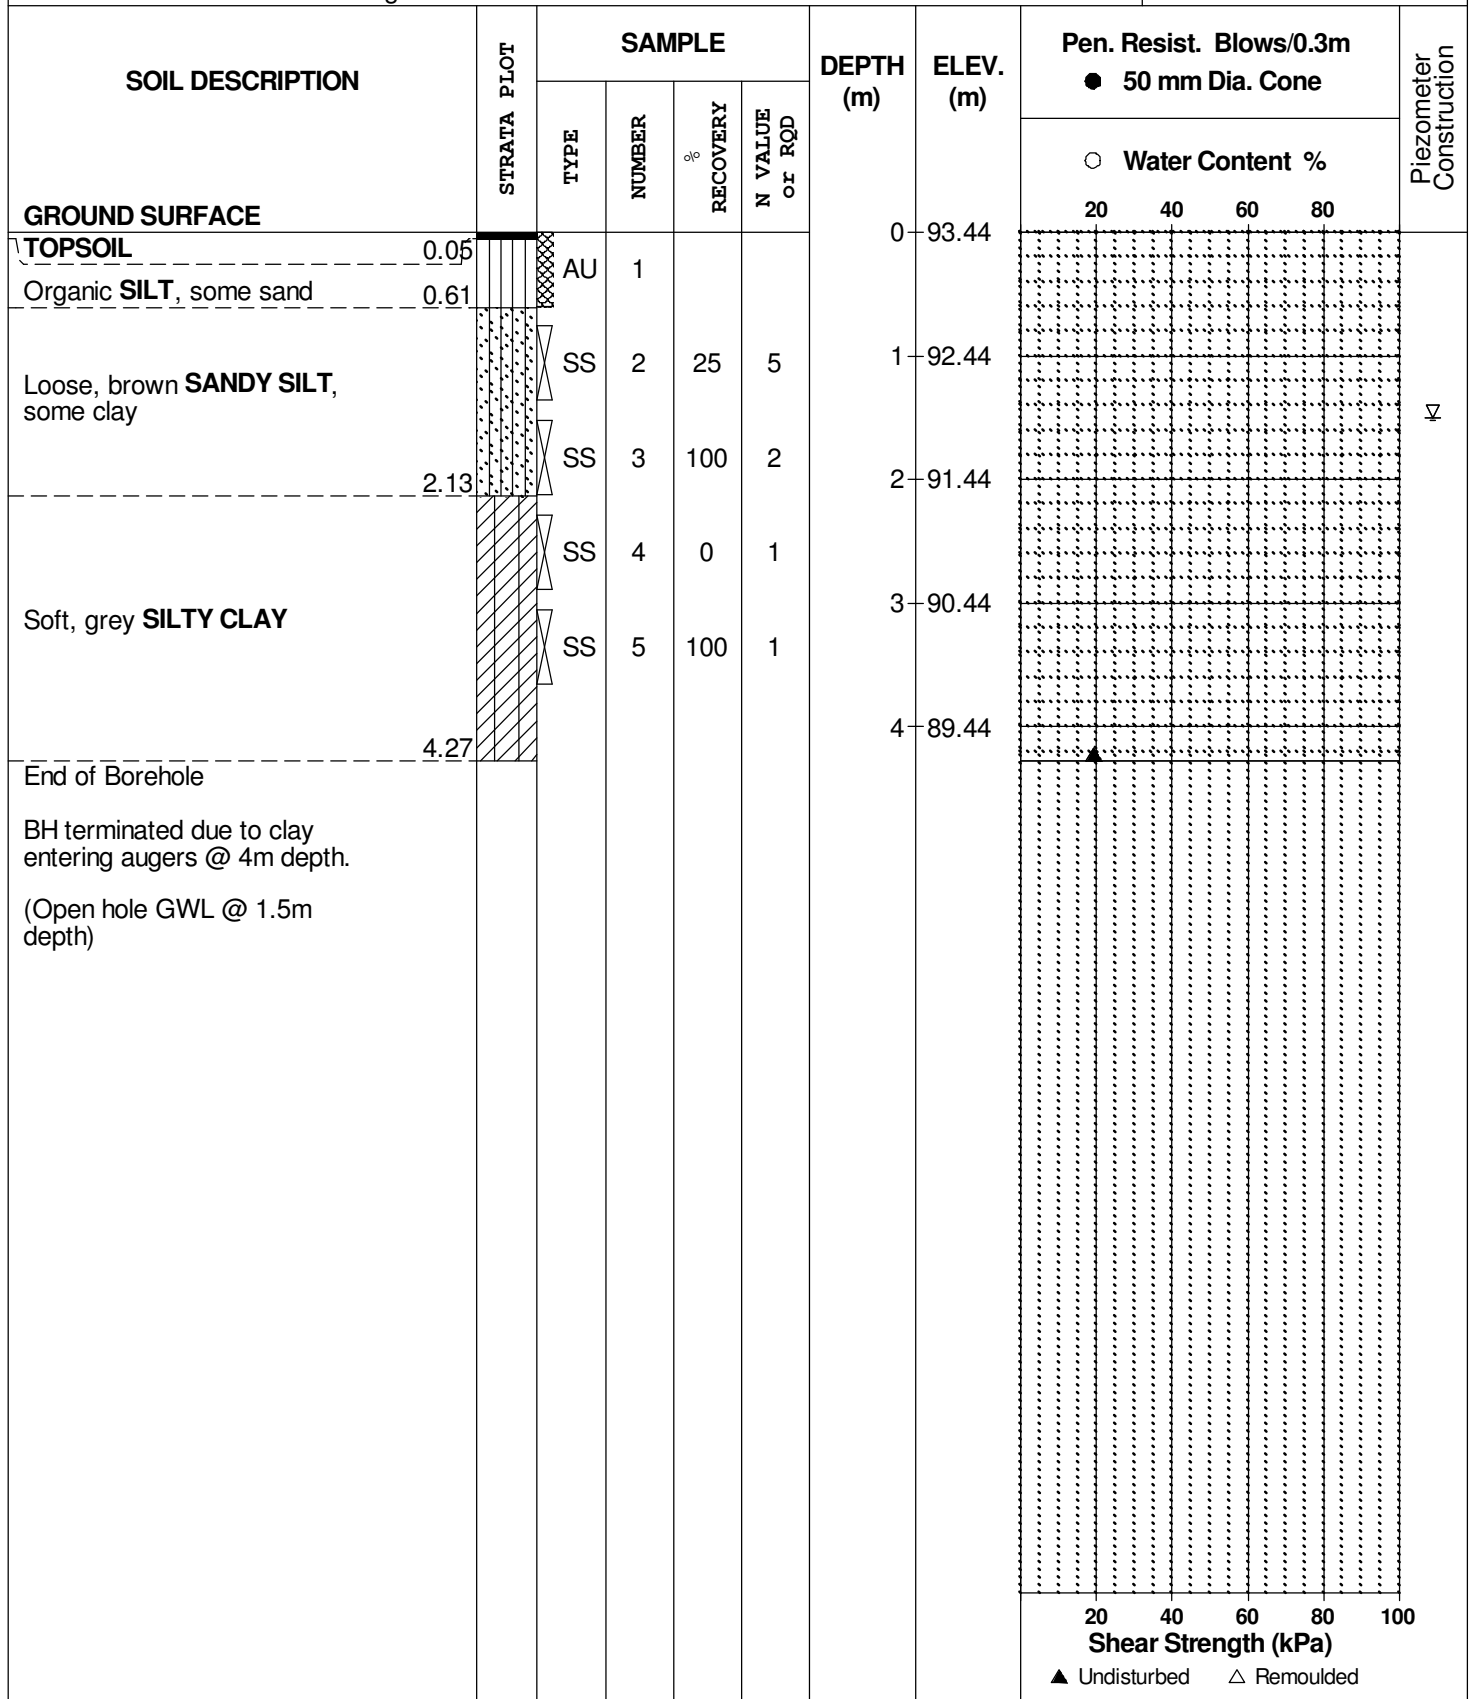 SOIL DESCRIPTION
STRATA PLOT
SAMPLE
TYPE
NUMBER
% RECOVERY
N VALUE or RQD
DEPTH (m)
ELEV. (m)
Pen. Resist. Blows/0.3m
● 50 mm Dia. Cone
○ Water Content %
20 40 60 80
Piezometer Construction
GROUND SURFACE
0 93.44
TOPSOIL 0.05
AU 1
Organic SILT, some sand 0.61
SS 2 25 5
1 92.44
Loose, brown SANDY SILT,
some clay
SS 3 100 2
2.13
2 91.44
SS 4 0 1
3 90.44
Soft, grey SILTY CLAY
SS 5 100 1
4 89.44
4.27
End of Borehole
BH terminated due to clay
entering augers @ 4m depth.
(Open hole GWL @ 1.5m
depth)
20 40 60 80 100
Shear Strength (kPa)
▲ Undisturbed △ Remoulded